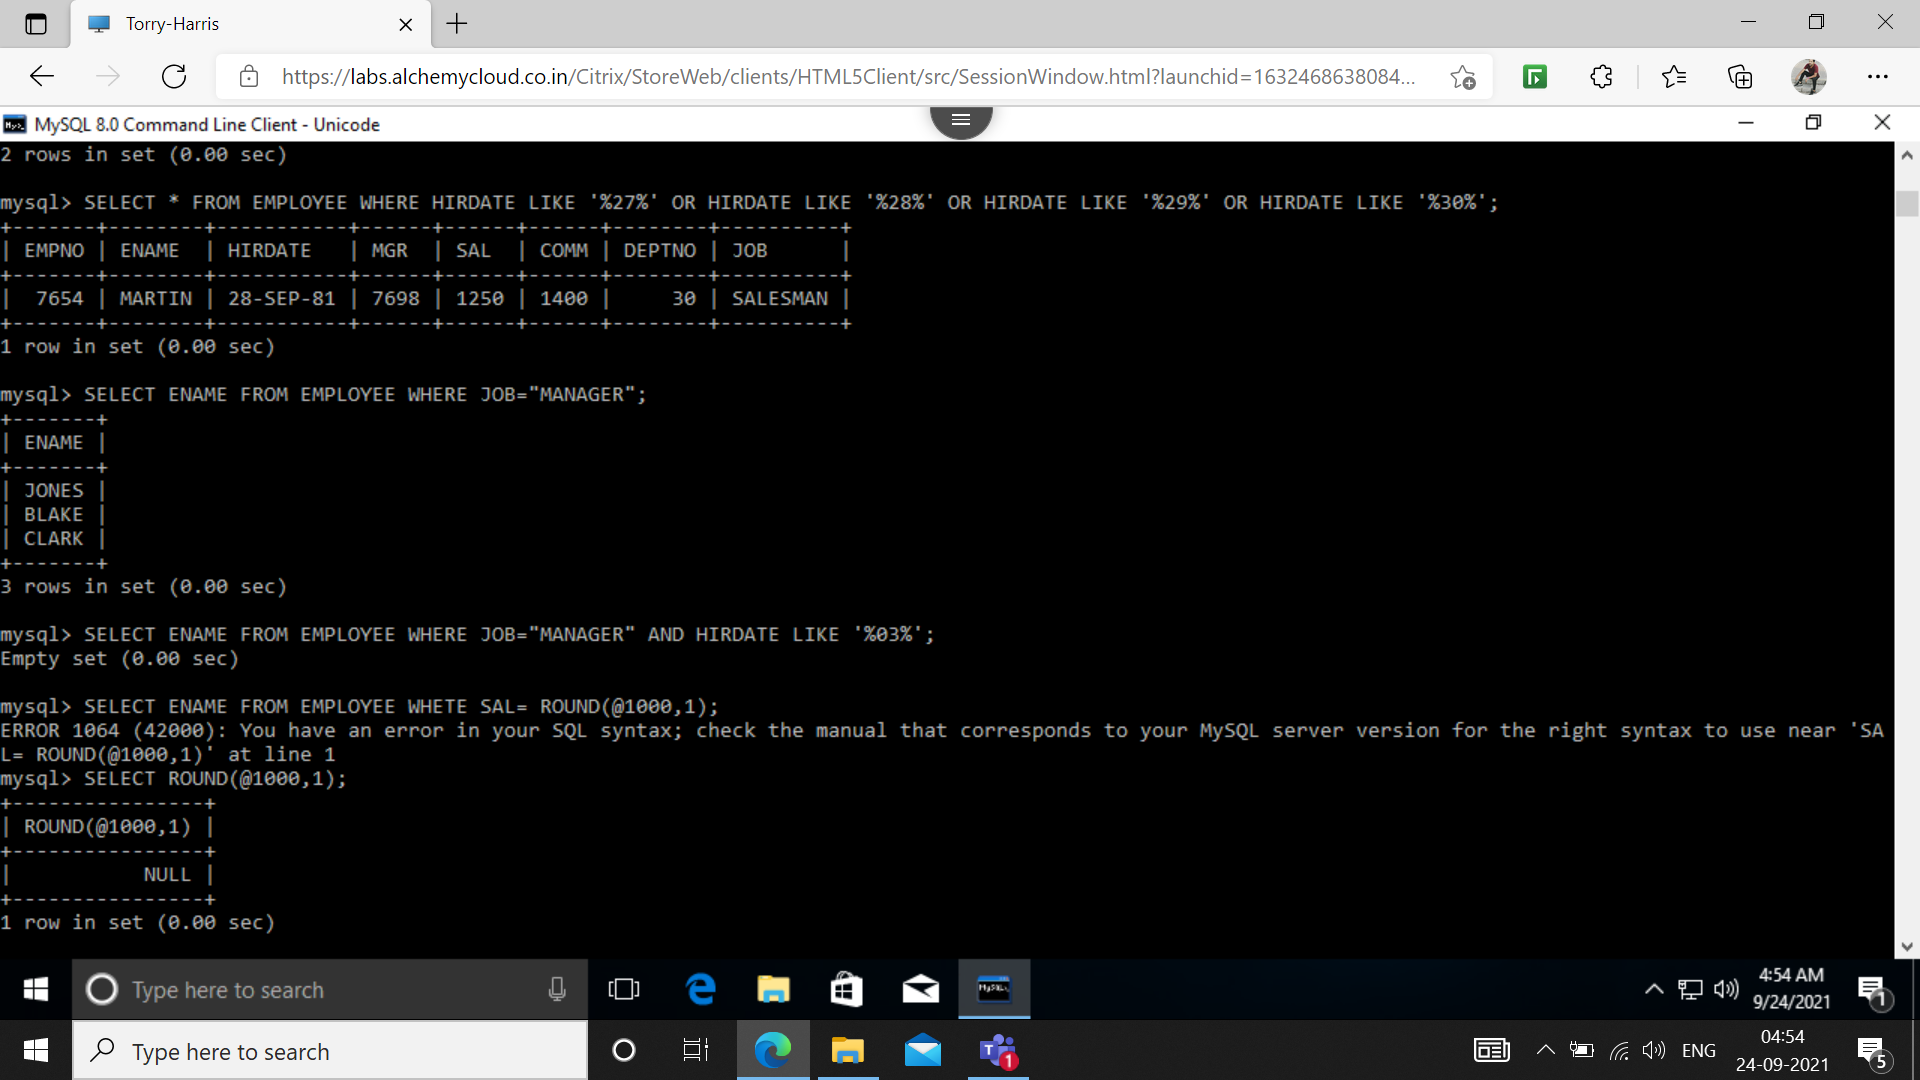 Torry-Harris
https://labs.alchemycloud.co.in/Citrix/StoreWeb/clients/HTML5Client/src/SessionWindow.html?launchid=1632468638084...
MySQL 8.0 Command Line Client - Unicode
2 rows in set (0.00 sec)
mysql> SELECT * FROM EMPLOYEE WHERE HIRDATE LIKE '%27%' OR HIRDATE LIKE '%28%' OR HIRDATE LIKE '%29%' OR HIRDATE LIKE '%30%';
+-------+--------+-----------+------+------+------+--------+----------+
| EMPNO | ENAME  | HIRDATE   | MGR  | SAL  | COMM | DEPTNO | JOB      |
+-------+--------+-----------+------+------+------+--------+----------+
|  7654 | MARTIN | 28-SEP-81 | 7698 | 1250 | 1400 |     30 | SALESMAN |
+-------+--------+-----------+------+------+------+--------+----------+
1 row in set (0.00 sec)
mysql> SELECT ENAME FROM EMPLOYEE WHERE JOB="MANAGER";
+-------+
| ENAME |
+-------+
| JONES |
| BLAKE |
| CLARK |
+-------+
3 rows in set (0.00 sec)
mysql> SELECT ENAME FROM EMPLOYEE WHERE JOB="MANAGER" AND HIRDATE LIKE '%03%';
Empty set (0.00 sec)
mysql> SELECT ENAME FROM EMPLOYEE WHETE SAL= ROUND(@1000,1);
ERROR 1064 (42000): You have an error in your SQL syntax; check the manual that corresponds to your MySQL server version for the right syntax to use near 'SA
L= ROUND(@1000,1)' at line 1
mysql> SELECT ROUND(@1000,1);
+----------------+
| ROUND(@1000,1) |
+----------------+
|           NULL |
+----------------+
1 row in set (0.00 sec)
Type here to search
4:54 AM
9/24/2021
1
Type here to search
1
ENG
04:54
24-09-2021
5